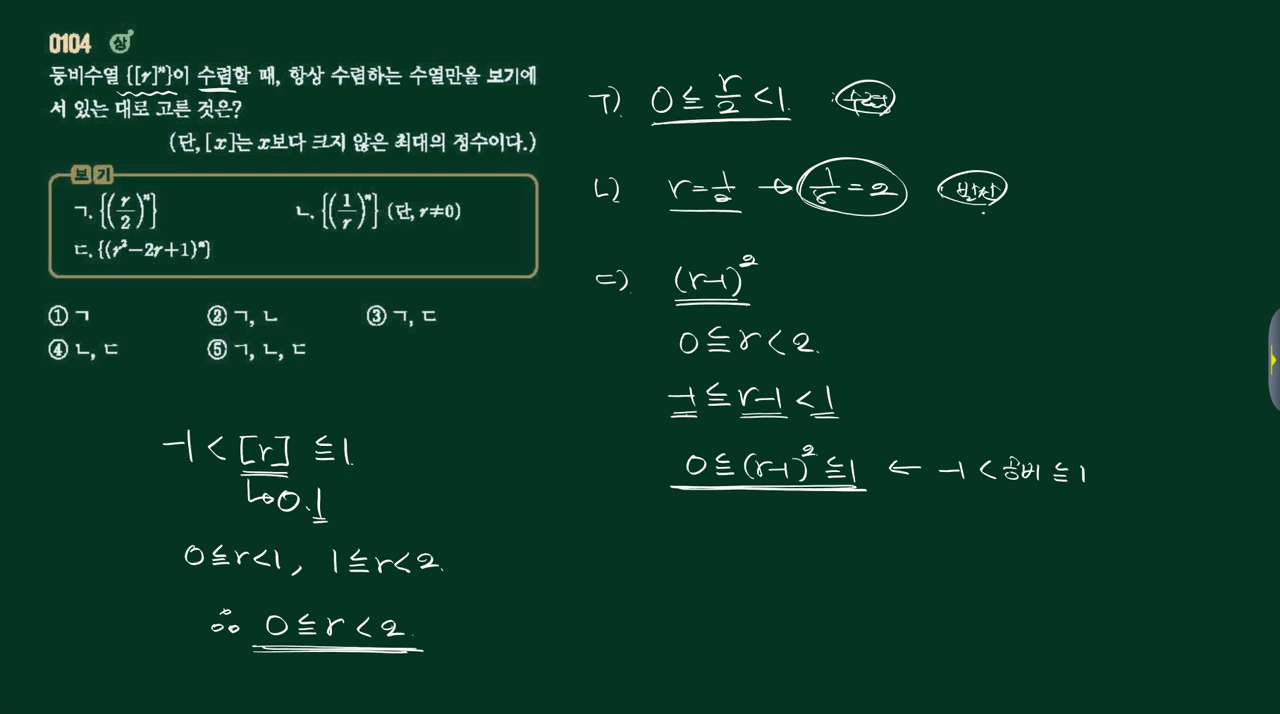 0104 상
등비수열 {[r]ⁿ}이 수렴할 때, 항상 수렴하는 수열만을 보기에
서 있는 대로 고른 것은?
(단, [x]는 x보다 크지 않은 최대의 정수이다.)
보기
ㄱ. {(r/2)ⁿ} ㄴ. {(1/r)ⁿ} (단, r≠0)
ㄷ. {(r²-2r+1)ⁿ}
① ㄱ ② ㄱ, ㄴ ③ ㄱ, ㄷ
④ ㄴ, ㄷ ⑤ ㄱ, ㄴ, ㄷ
-1 < [r] ≦ 1.
↳ 0. 1
0≦r<1, 1≦r<2.
∴ 0≦r<2.
ㄱ) 0 ≦ r/2 < 1. 수렴
ㄴ) r = 1/2 → 1/r = 2 발산
ㄷ) (r-1)²
0 ≦ r < 2.
-1 ≦ r-1 < 1
0 ≦ (r-1)² ≦ 1 ← -1 < 공비 ≦ 1